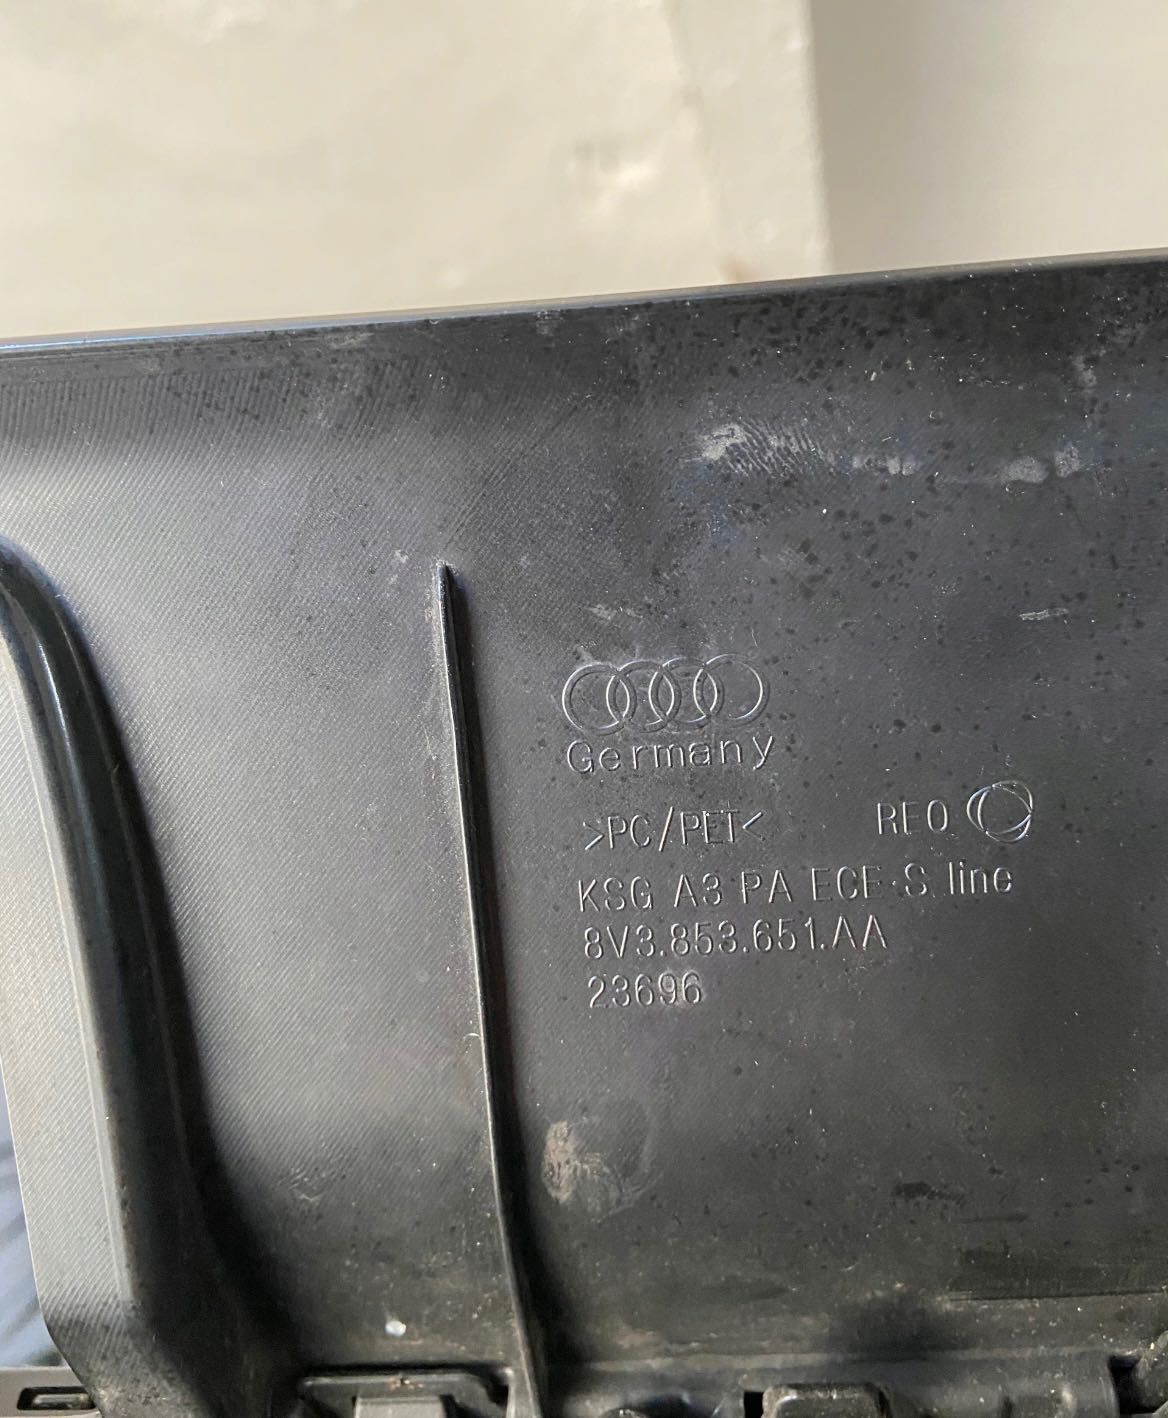 Germany
>PC/PET< REO
KSG A3 PA ECE S line
8V3.853.651.AA
23696